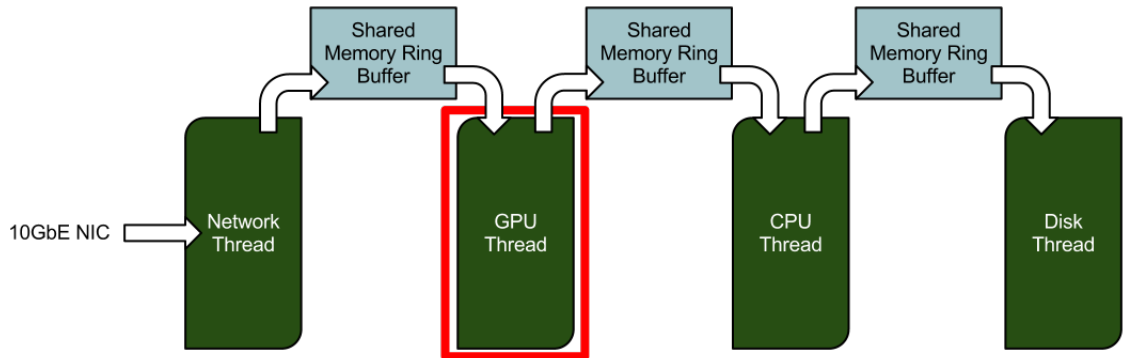 Shared
Memory Ring
Buffer
Shared
Memory Ring
Buffer
Shared
Memory Ring
Buffer
10GbE NIC
Network
Thread
GPU
Thread
CPU
Thread
Disk
Thread